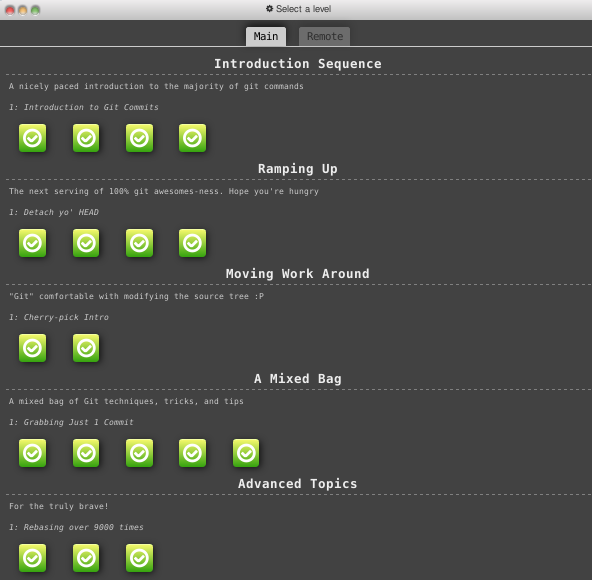 Select a level
Main Remote
Introduction Sequence
A nicely paced introduction to the majority of git commands
1: Introduction to Git Commits
Ramping Up
The next serving of 100% git awesomes-ness. Hope you're hungry
1: Detach yo' HEAD
Moving Work Around
"Git" comfortable with modifying the source tree :P
1: Cherry-pick Intro
A Mixed Bag
A mixed bag of Git techniques, tricks, and tips
1: Grabbing Just 1 Commit
Advanced Topics
For the truly brave!
1: Rebasing over 9000 times